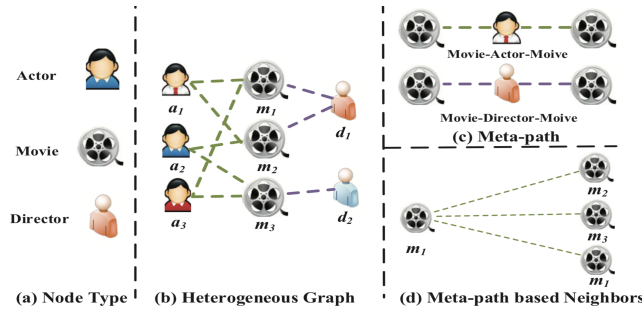 Actor
Movie
Director
(a) Node Type
a1
a2
a3
m1
m2
m3
d1
d2
(b) Heterogeneous Graph
Movie-Actor-Moive
Movie-Director-Moive
(c) Meta-path
m1
m2
m3
m1
(d) Meta-path based Neighbors